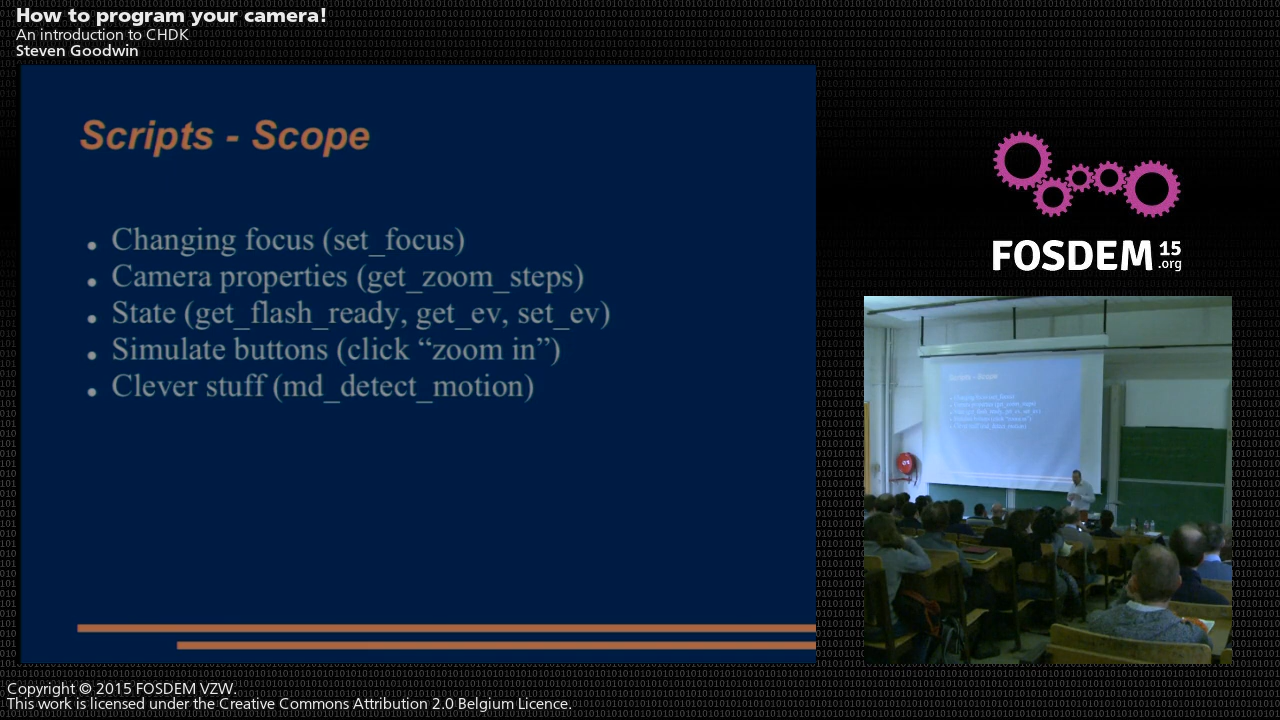 How to program your camera!
An introduction to CHDK
Steven Goodwin
Scripts - Scope
• Changing focus (set_focus)
• Camera properties (get_zoom_steps)
• State (get_flash_ready, get_ev, set_ev)
• Simulate buttons (click “zoom in”)
• Clever stuff (md_detect_motion)
FOSDEM 15
.org
Scripts - Scope
Copyright © 2015 FOSDEM VZW.
This work is licensed under the Creative Commons Attribution 2.0 Belgium Licence.